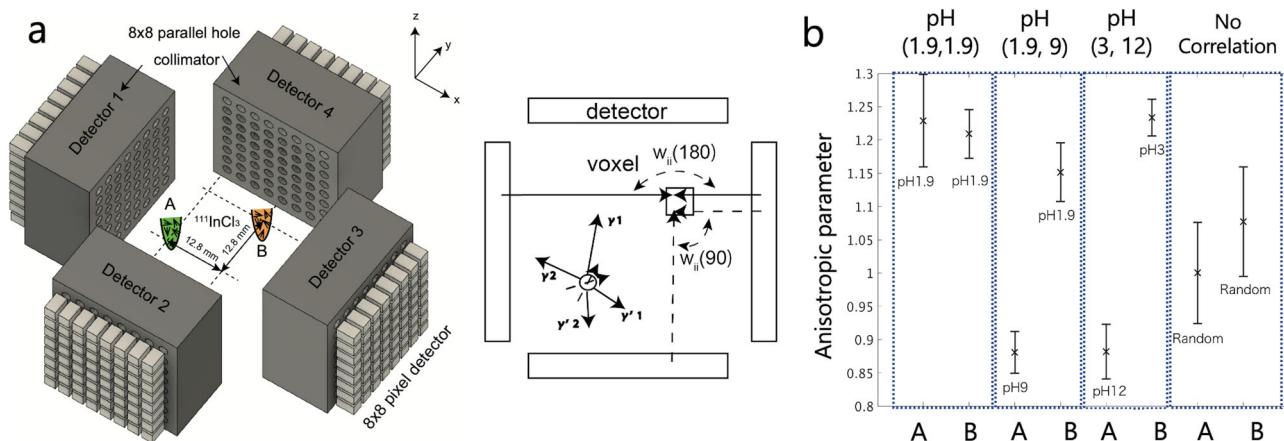 a
8x8 parallel hole
collimator
Detector 1
Detector 4
z
y
x
A
¹¹¹InCl₃
B
12.8 mm
12.8 mm
Detector 2
Detector 3
8x8 pixel detector
detector
voxel
wᵢᵢ(180)
wᵢᵢ(90)
γ1
γ2
γ'1
γ'2
b
pH
(1.9,1.9)
pH
(1.9, 9)
pH
(3, 12)
No
Correlation
Anisotropic parameter
1.3
1.25
1.2
1.15
1.1
1.05
1
0.95
0.9
0.85
0.8
pH1.9
pH1.9
pH9
pH1.9
pH12
pH3
Random
Random
A B A B A B A B